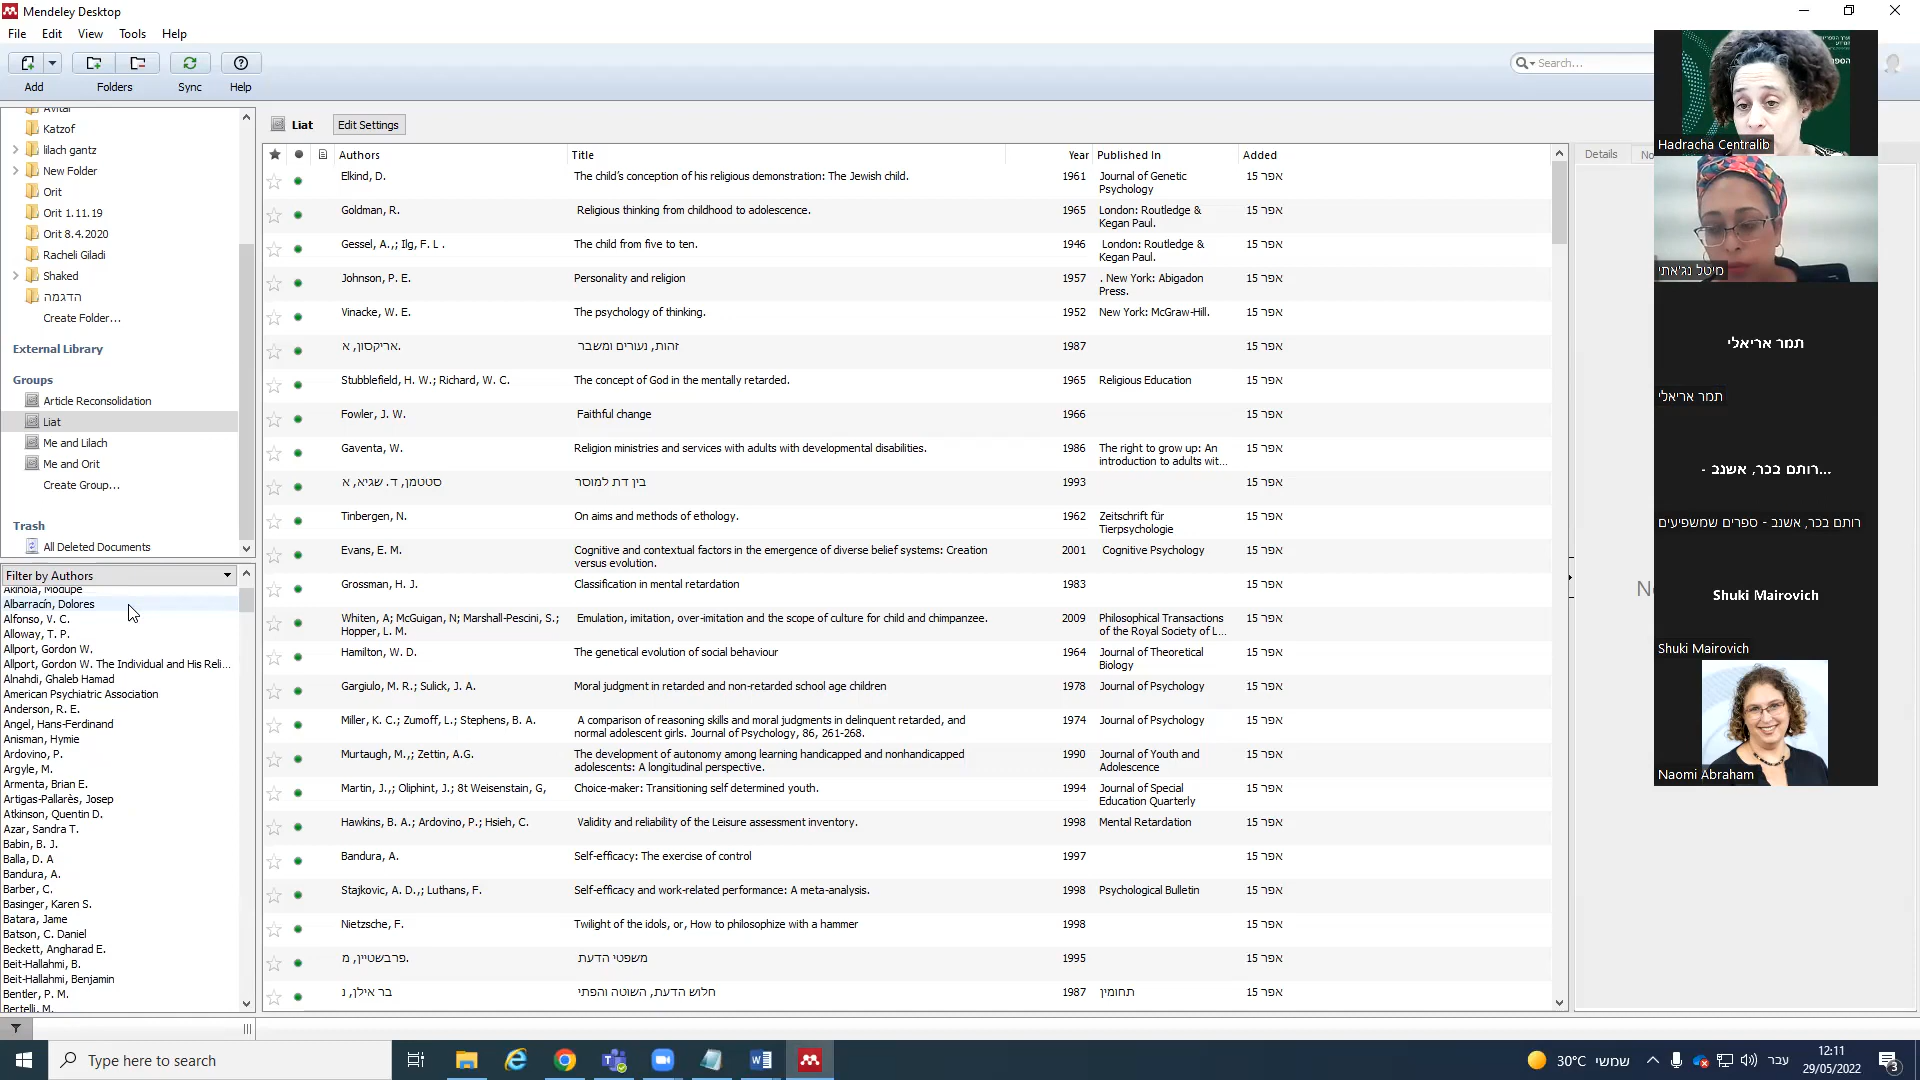 Mendeley Desktop
File Edit View Tools Help
Add Folders Sync Help
Search...
Avital
Katzof
lilach gantz
New Folder
Orit
Orit 1.11.19
Orit 8.4.2020
Racheli Giladi
Shaked
הדגמה
Create Folder...
External Library
Groups
Article Reconsolidation
Liat
Me and Lilach
Me and Orit
Create Group...
Trash
All Deleted Documents
Filter by Authors
Akinola, Modupe
Albarracín, Dolores
Alfonso, V. C.
Alloway, T. P.
Allport, Gordon W.
Allport, Gordon W. The Individual and His Reli...
Alnahdi, Ghaleb Hamad
American Psychiatric Association
Anderson, R. E.
Angel, Hans-Ferdinand
Anisman, Hymie
Ardovino, P.
Argyle, M.
Armenta, Brian E.
Artigas-Pallarès, Josep
Atkinson, Quentin D.
Azar, Sandra T.
Babin, B. J.
Balla, D. A
Bandura, A.
Barber, C.
Basinger, Karen S.
Batara, Jame
Batson, C. Daniel
Beckett, Angharad E.
Beit-Hallahmi, B.
Beit-Hallahmi, Benjamin
Bentler, P. M.
Bertelli, M.
Liat Edit Settings
Authors Title Year Published In Added
Elkind, D. The child's conception of his religious demonstration: The Jewish child. 1961 Journal of Genetic 15 אפר
Psychology
Goldman, R. Religious thinking from childhood to adolescence. 1965 London: Routledge & 15 אפר
Kegan Paul.
Gessel, A.,; Ilg, F. L . The child from five to ten. 1946 London: Routledge & 15 אפר
Kegan Paul.
Johnson, P. E. Personality and religion 1957 . New York: Abigadon 15 אפר
Press.
Vinacke, W. E. The psychology of thinking. 1952 New York: McGraw-Hill. 15 אפר
אריקסון, א. זהות, נעורים ומשבר 1987 15 אפר
Stubblefield, H. W.; Richard, W. C. The concept of God in the mentally retarded. 1965 Religious Education 15 אפר
Fowler, J. W. Faithful change 1966 15 אפר
Gaventa, W. Religion ministries and services with adults with developmental disabilities. 1986 The right to grow up: An 15 אפר
introduction to adults wit...
סטטמן, ד. שגיא, א בין דת למוסר 1993 15 אפר
Tinbergen, N. On aims and methods of ethology. 1962 Zeitschrift für 15 אפר
Tierpsychologie
Evans, E. M. Cognitive and contextual factors in the emergence of diverse belief systems: Creation 2001 Cognitive Psychology 15 אפר
versus evolution.
Grossman, H. J. Classification in mental retardation 1983 15 אפר
Whiten, A; McGuigan, N; Marshall-Pescini, S.; Emulation, imitation, over-imitation and the scope of culture for child and chimpanzee. 2009 Philosophical Transactions 15 אפר
Hopper, L. M. of the Royal Society of L...
Hamilton, W. D. The genetical evolution of social behaviour 1964 Journal of Theoretical 15 אפר
Biology
Gargiulo, M. R.; Sulick, J. A. Moral judgment in retarded and non-retarded school age children 1978 Journal of Psychology 15 אפר
Miller, K. C.; Zumoff, L.; Stephens, B. A. A comparison of reasoning skills and moral judgments in delinquent retarded, and 1974 Journal of Psychology 15 אפר
normal adolescent girls. Journal of Psychology, 86, 261-268.
Murtaugh, M.,; Zettin, A.G. The development of autonomy among learning handicapped and nonhandicapped 1990 Journal of Youth and 15 אפר
adolescents: A longitudinal perspective. Adolescence
Martin, J.,; Oliphint, J.; 8t Weisenstain, G, Choice-maker: Transitioning self determined youth. 1994 Journal of Special 15 אפר
Education Quarterly
Hawkins, B. A.; Ardovino, P.; Hsieh, C. Validity and reliability of the Leisure assessment inventory. 1998 Mental Retardation 15 אפר
Bandura, A. Self-efficacy: The exercise of control 1997 15 אפר
Stajkovic, A. D.,; Luthans, F. Self-efficacy and work-related performance: A meta-analysis. 1998 Psychological Bulletin 15 אפר
Nietzsche, F. Twilight of the idols, or, How to philosophize with a hammer 1998 15 אפר
פרבשטיין, מ. משפטי הדעת 1995 15 אפר
בר אילן, נ חלוש הדעת, השוטה והפתי 1987 תחומין 15 אפר
Details No
Hadracha Centralib
מיטל נג'אתי
תמר אריאלי
תמר אריאלי
רותם בכר, אשנב - ...
רותם בכר, אשנב - ספרים שמשפיעים
Shuki Mairovich
Shuki Mairovich
Naomi Abraham
Type here to search
30°C שמשי
עבר
12:11
29/05/2022
3